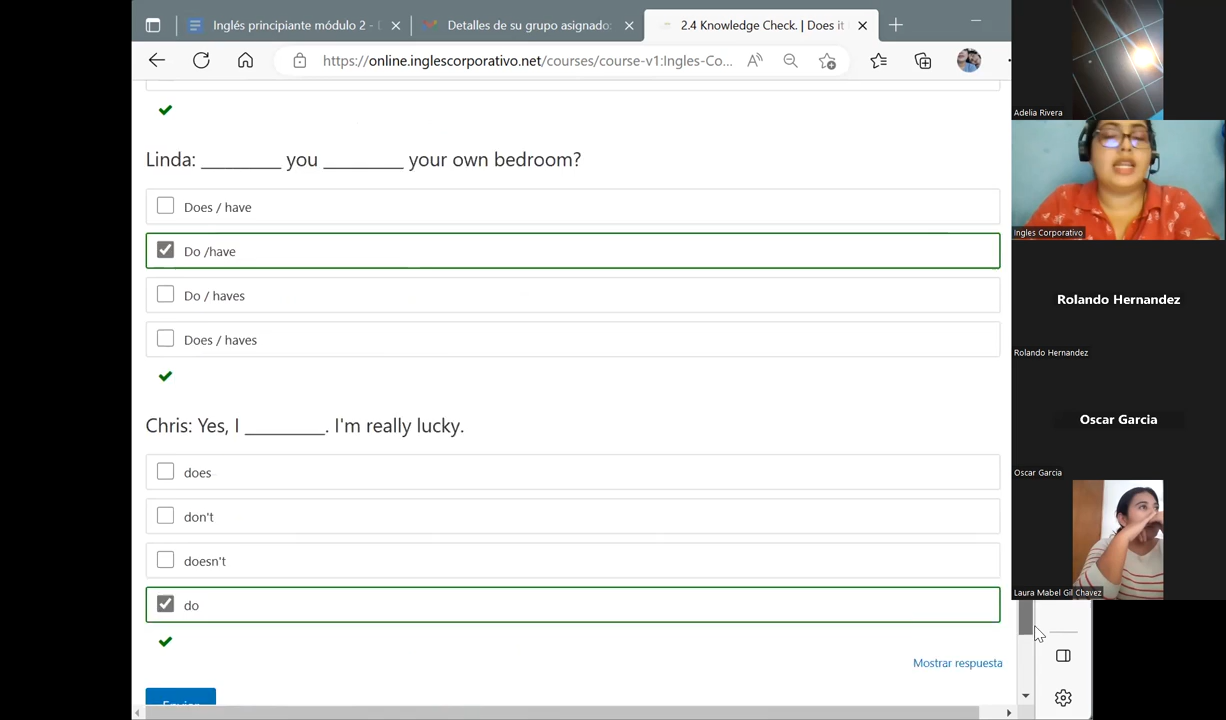 Inglés principiante módulo 2 -
Detalles de su grupo asignado:
2.4 Knowledge Check. | Does it
https://online.inglescorporativo.net/courses/course-v1:Ingles-Co...
Linda: _________ you _________ your own bedroom?
Does / have
Do /have
Do / haves
Does / haves
Chris: Yes, I _________. I'm really lucky.
does
don't
doesn't
do
Mostrar respuesta
Enviar
Adelia Rivera
Ingles Corporativo
Rolando Hernandez
Rolando Hernandez
Oscar Garcia
Oscar Garcia
Laura Mabel Gil Chavez